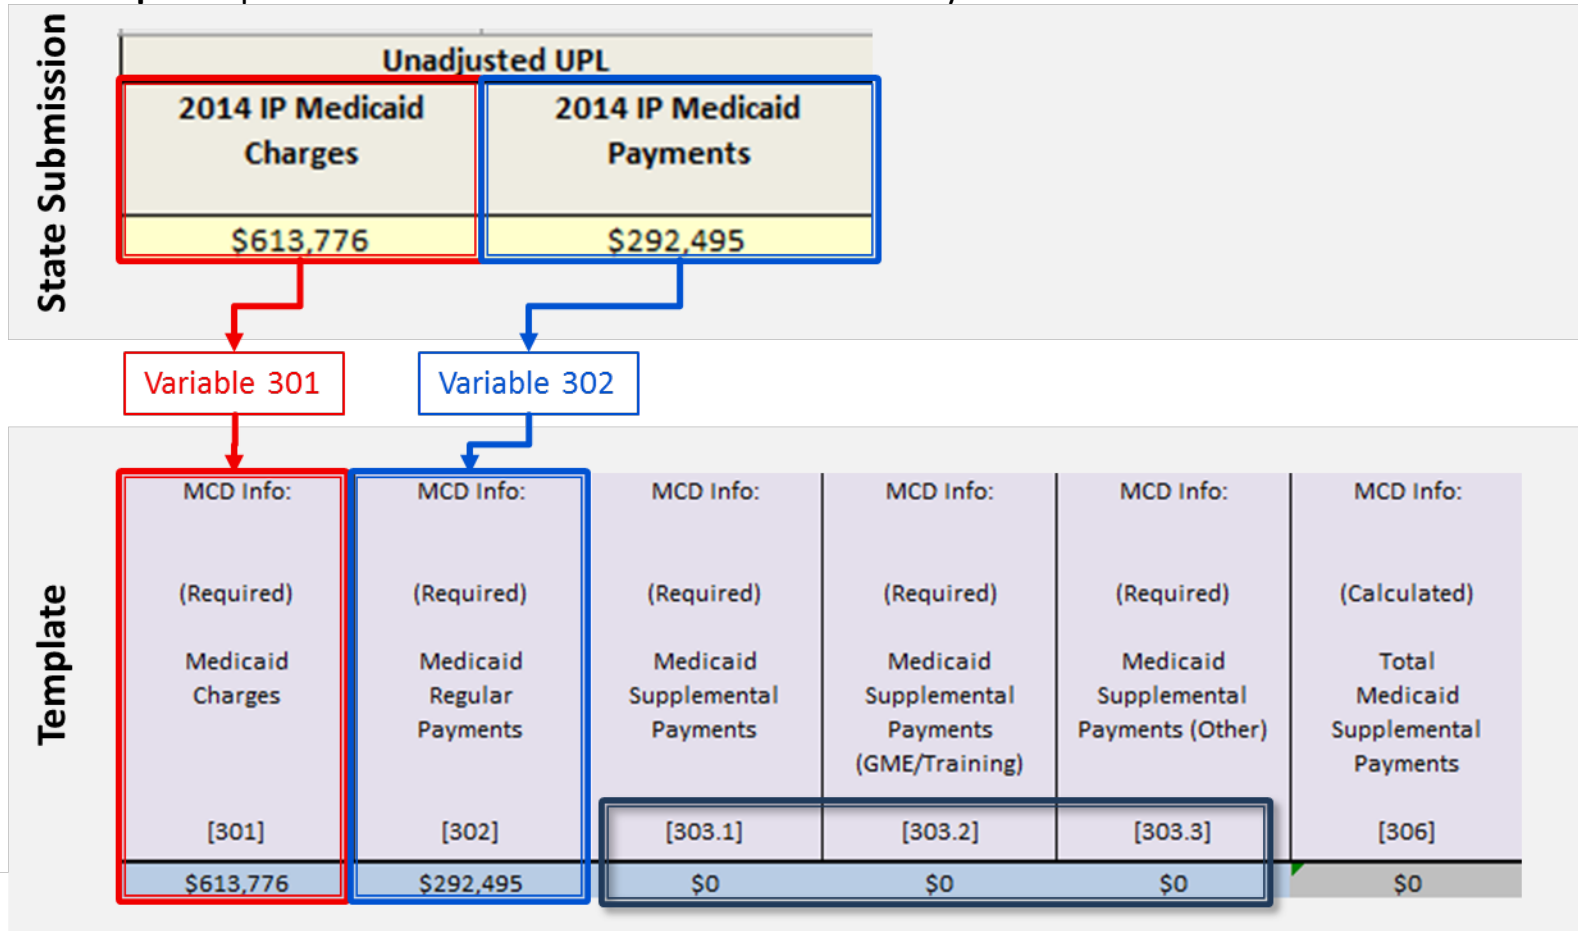 State Submission
Unadjusted UPL
2014 IP Medicaid
Charges
2014 IP Medicaid
Payments
$613,776
$292,495
Variable 301
Variable 302
Template
MCD Info:
(Required)
Medicaid
Charges
[301]
$613,776
MCD Info:
(Required)
Medicaid
Regular
Payments
[302]
$292,495
MCD Info:
(Required)
Medicaid
Supplemental
Payments
[303.1]
$0
MCD Info:
(Required)
Medicaid
Supplemental
Payments
(GME/Training)
[303.2]
$0
MCD Info:
(Required)
Medicaid
Supplemental
Payments (Other)
[303.3]
$0
MCD Info:
(Calculated)
Total
Medicaid
Supplemental
Payments
[306]
$0